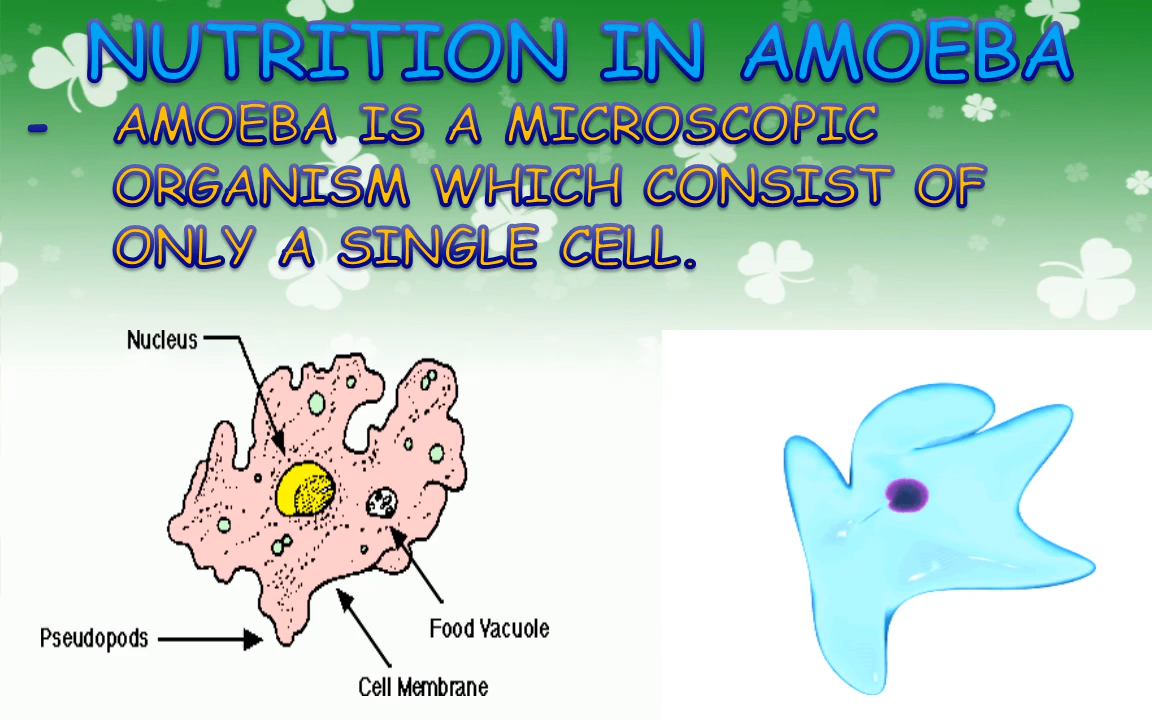 NUTRITION IN AMOEBA
- AMOEBA IS A MICROSCOPIC
ORGANISM WHICH CONSIST OF
ONLY A SINGLE CELL.
Nucleus
Food Vacuole
Pseudopods
Cell Membrane